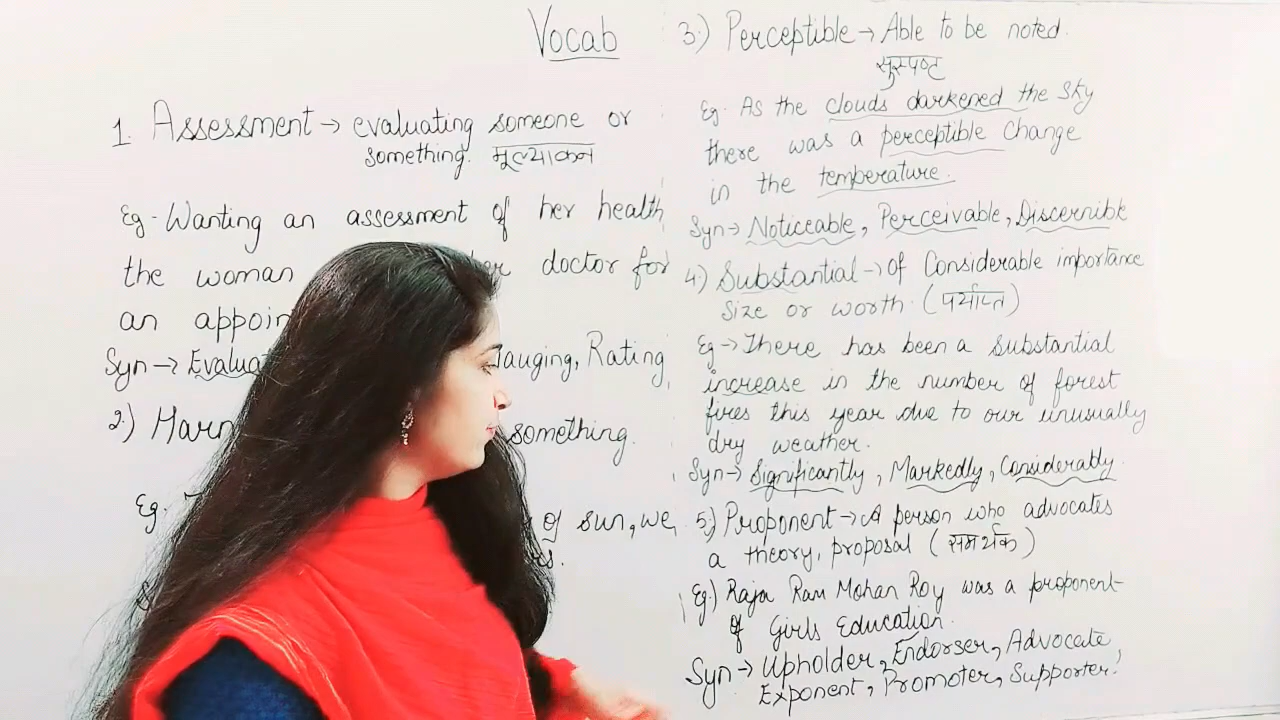 Vocab
1. Assessment → evaluating someone or
something. मूल्यांकन
Eg - Wanting an assessment of her health
the woman doctor for
an
Syn → Gauging, Rating
2.) something.
Eg. of sun, we
3.) Perceptible → Able to be noted.
सुस्पष्ट
Eg. As the clouds darkened the sky
there was a perceptible change
in the temperature.
Syn → Noticeable, Perceivable, Discernible
4) Substantial → Of Considerable importance
size or worth. (पर्याप्त)
Eg → There has been a substantial
increase in the number of forest
fires this year due to our unusually
dry weather.
Syn → Significantly, Markedly, Considerably
5.) Proponent → A person who advocates
a theory, proposal (समर्थक)
Eg.) Raja Ram Mohan Roy was a proponent
of Girls Education.
Syn → Upholder, Endorser, Advocate,
Exponent, Promoter, Supporter.